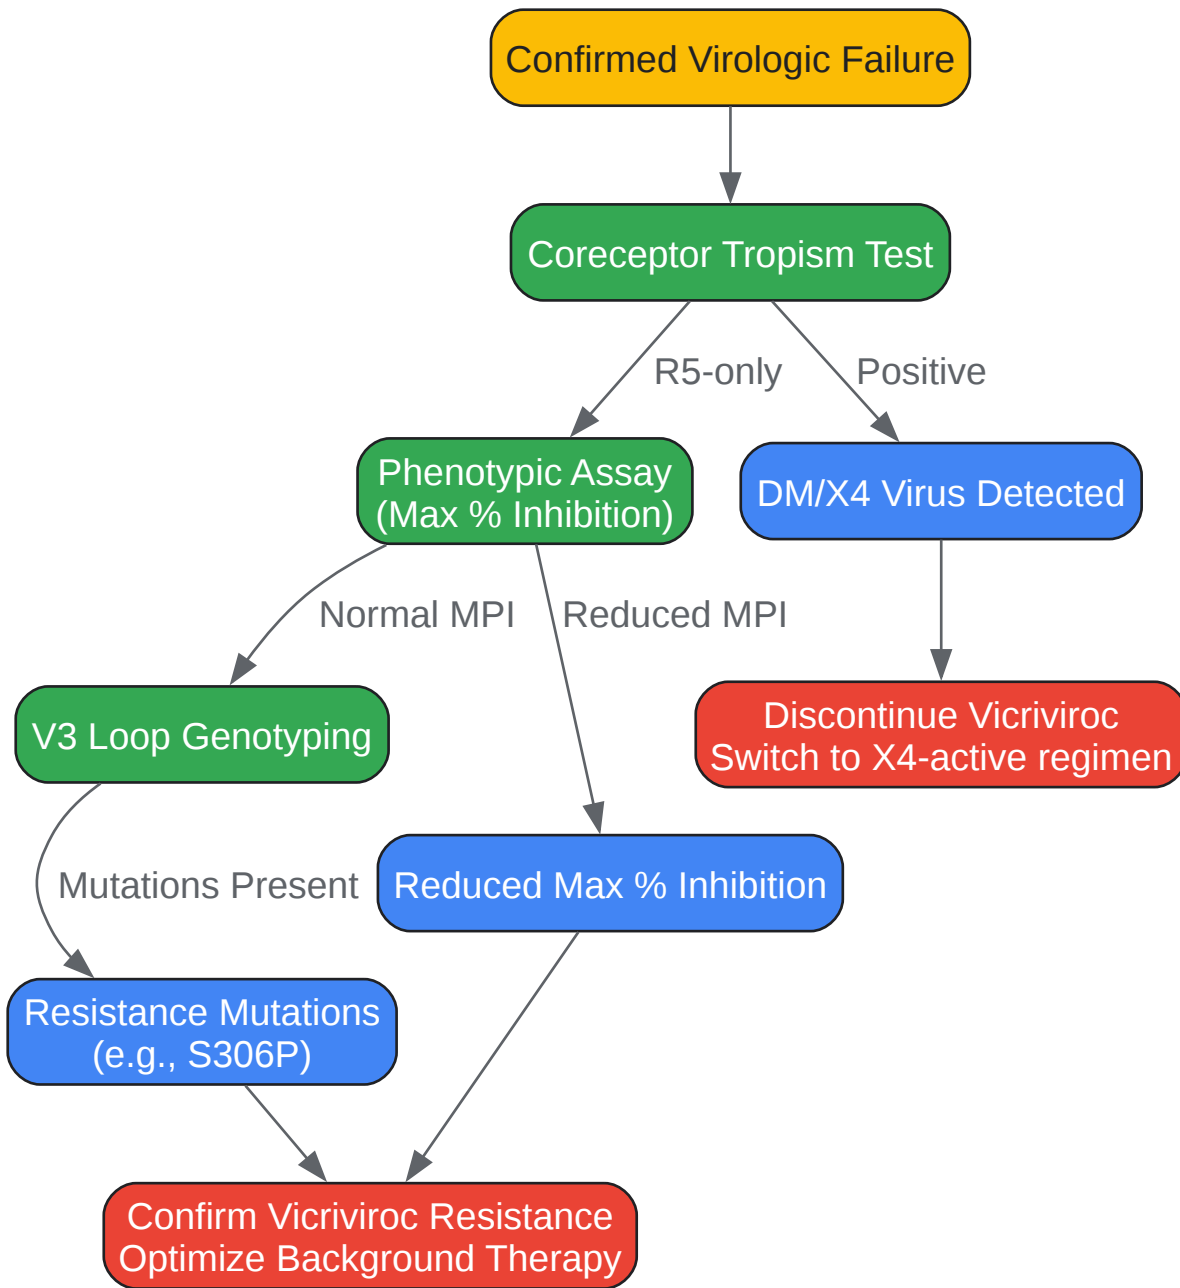 Confirmed Virologic Failure
Coreceptor Tropism Test
R5-only
Positive
Phenotypic Assay
(Max % Inhibition)
DM/X4 Virus Detected
Normal MPI
Reduced MPI
V3 Loop Genotyping
Discontinue Vicriviroc
Switch to X4-active regimen
Mutations Present
Reduced Max % Inhibition
Resistance Mutations
(e.g., S306P)
Confirm Vicriviroc Resistance
Optimize Background Therapy